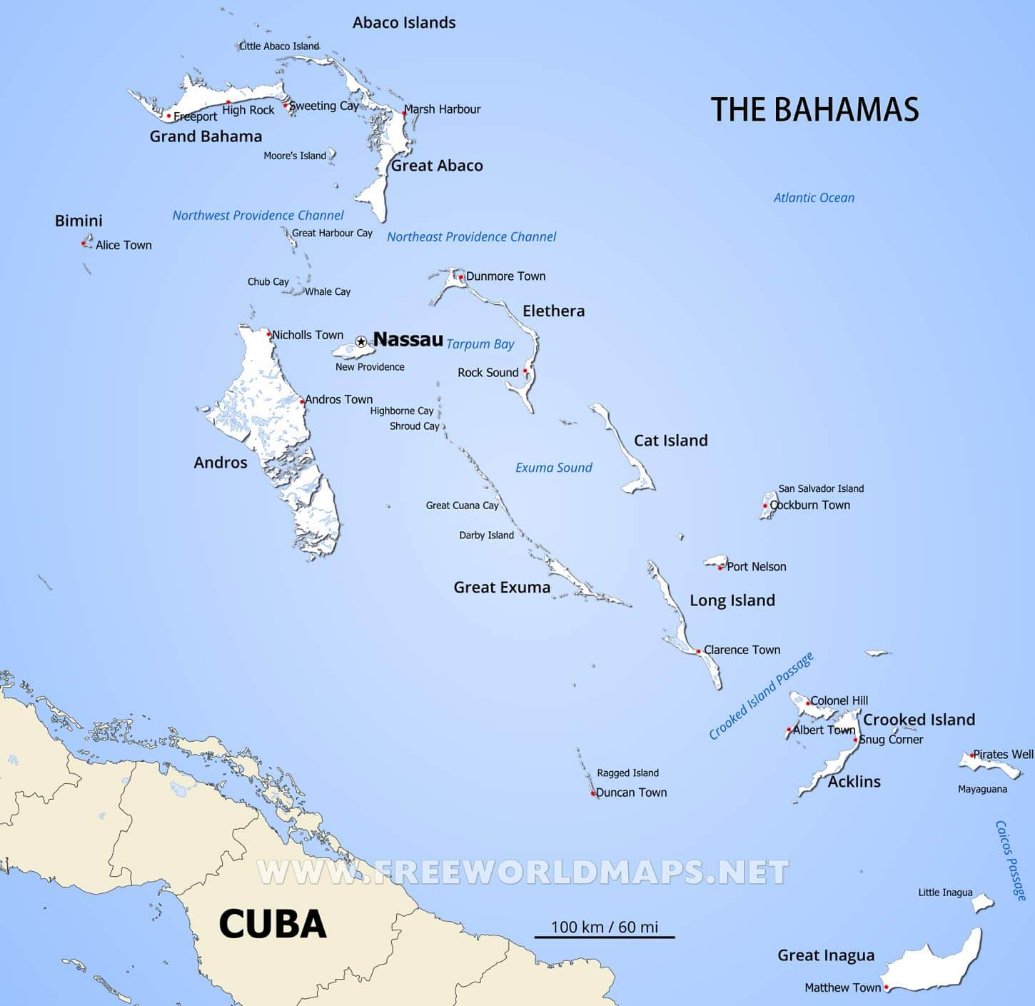 Abaco Islands
Little Abaco Island
THE BAHAMAS
High Rock
Sweeting Cay
Marsh Harbour
Freeport
Grand Bahama
Moore's Island
Great Abaco
Atlantic Ocean
Northwest Providence Channel
Bimini
Great Harbour Cay
Northeast Providence Channel
Alice Town
Dunmore Town
Chub Cay
Whale Cay
Elethera
Nicholls Town
Nassau
Tarpum Bay
New Providence
Rock Sound
Andros Town
Highborne Cay
Shroud Cay
Cat Island
Andros
Exuma Sound
San Salvador Island
Great Cuana Cay
Cockburn Town
Darby Island
Port Nelson
Great Exuma
Long Island
Clarence Town
Crooked Island Passage
Colonel Hill
Crooked Island
Albert Town
Snug Corner
Pirates Well
Ragged Island
Acklins
Mayaguana
Duncan Town
Caicos Passage
WWW.FREEWORLDMAPS.NET
Little Inagua
CUBA
100 km / 60 mi
Great Inagua
Matthew Town